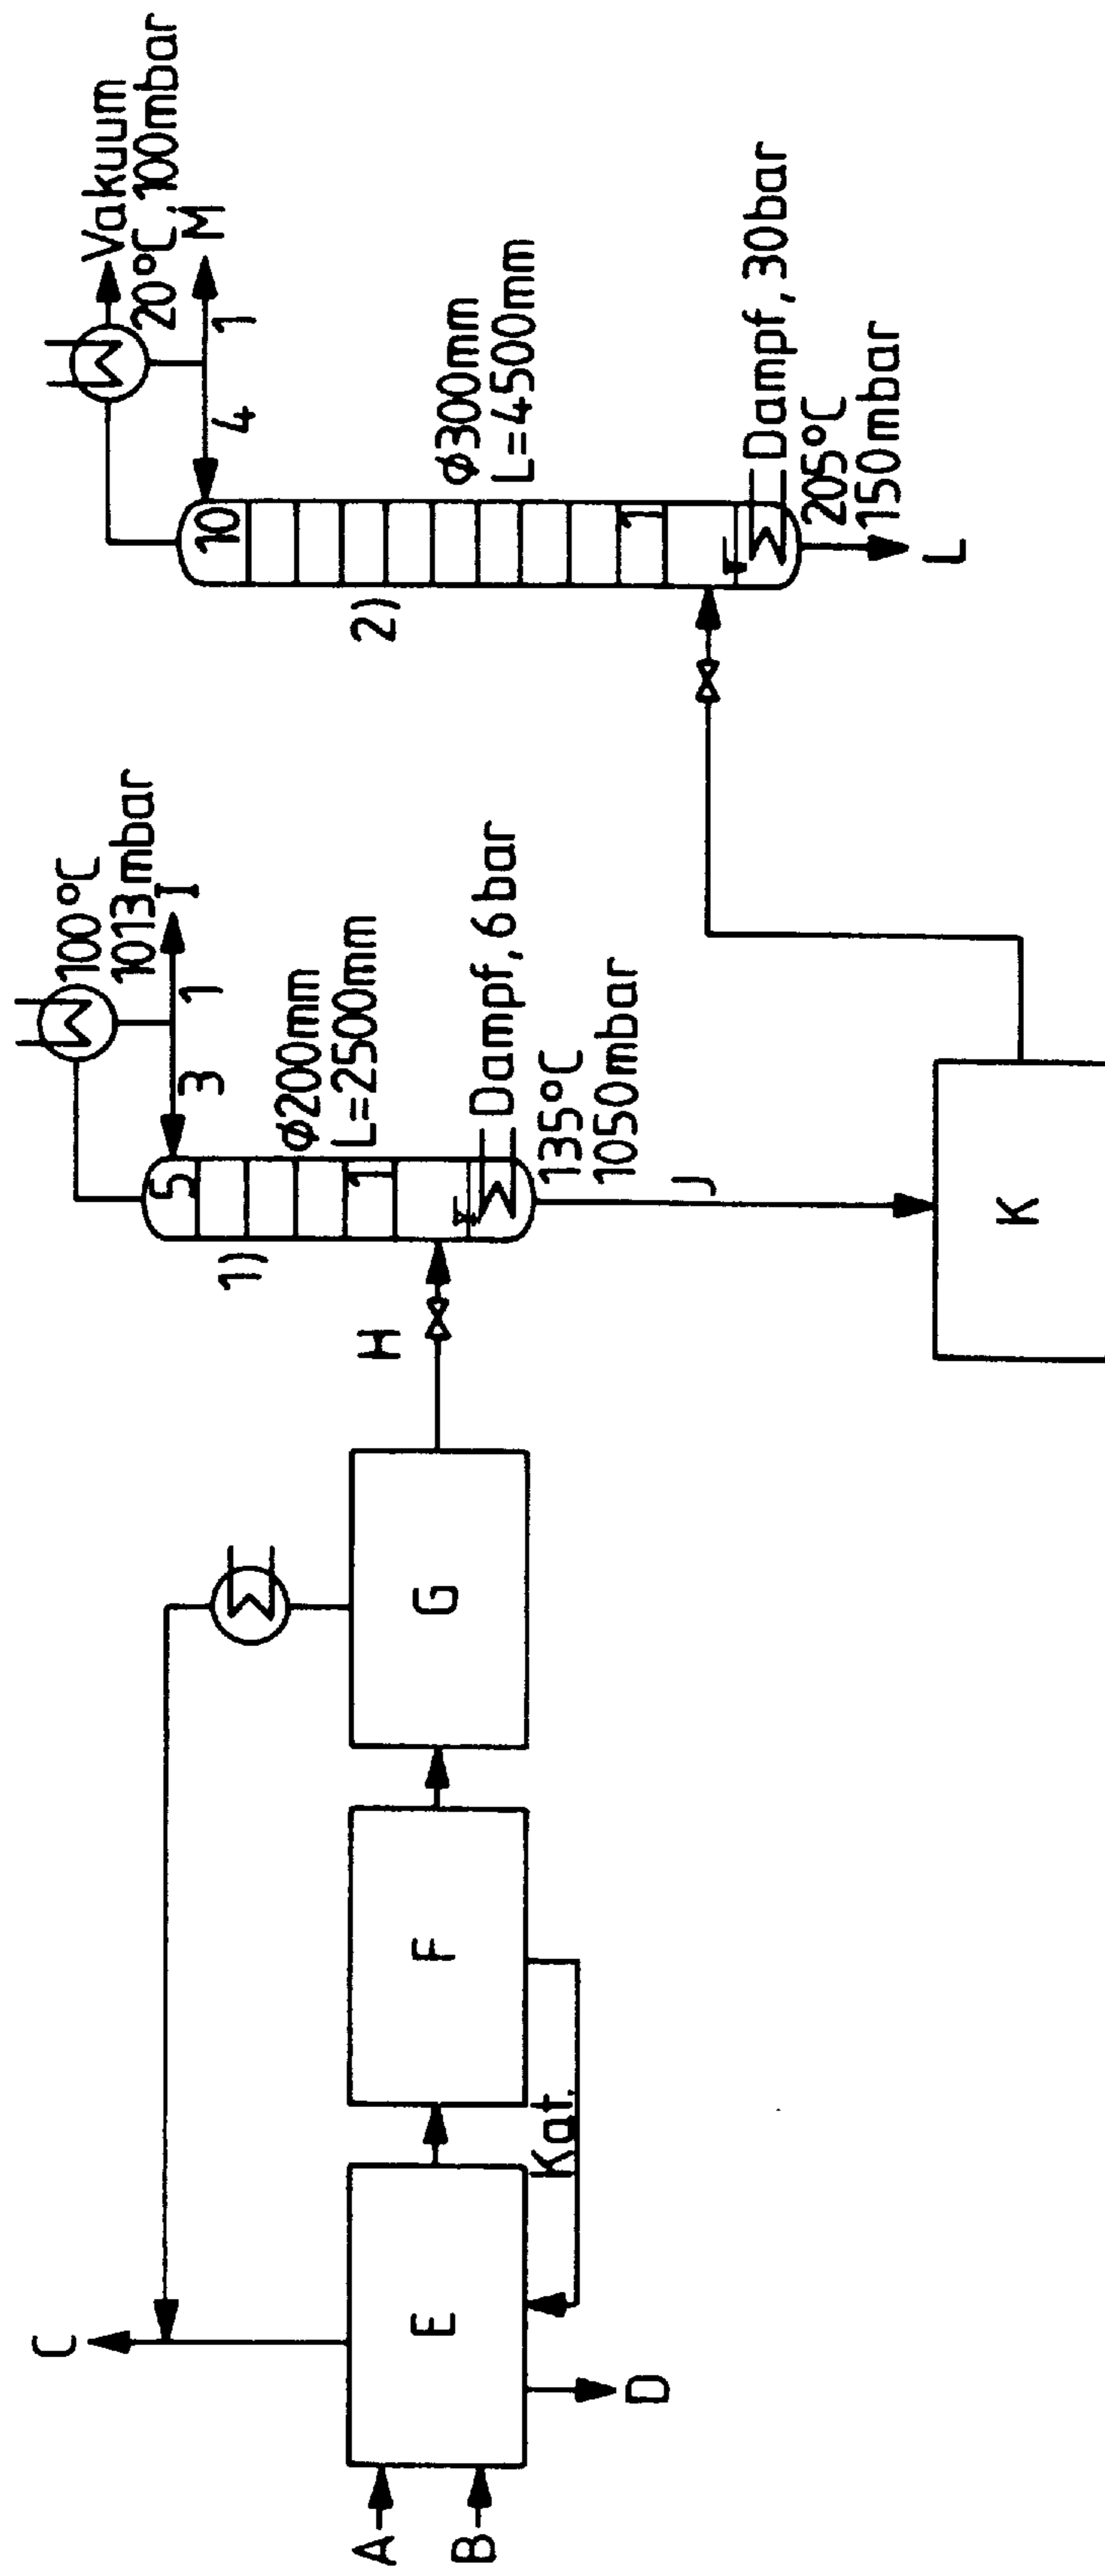 A
B
C
D
E
Kat.
F
G
H
1)
5
1
3
1
100°C
1013mbar
I
ϕ200mm
L=2500mm
Dampf, 6bar
135°C
1050mbar
J
K
2)
10
1
4
1
Vakuum
20°C, 100mbar
M
ϕ300mm
L=4500mm
Dampf, 30bar
205°C
150mbar
L